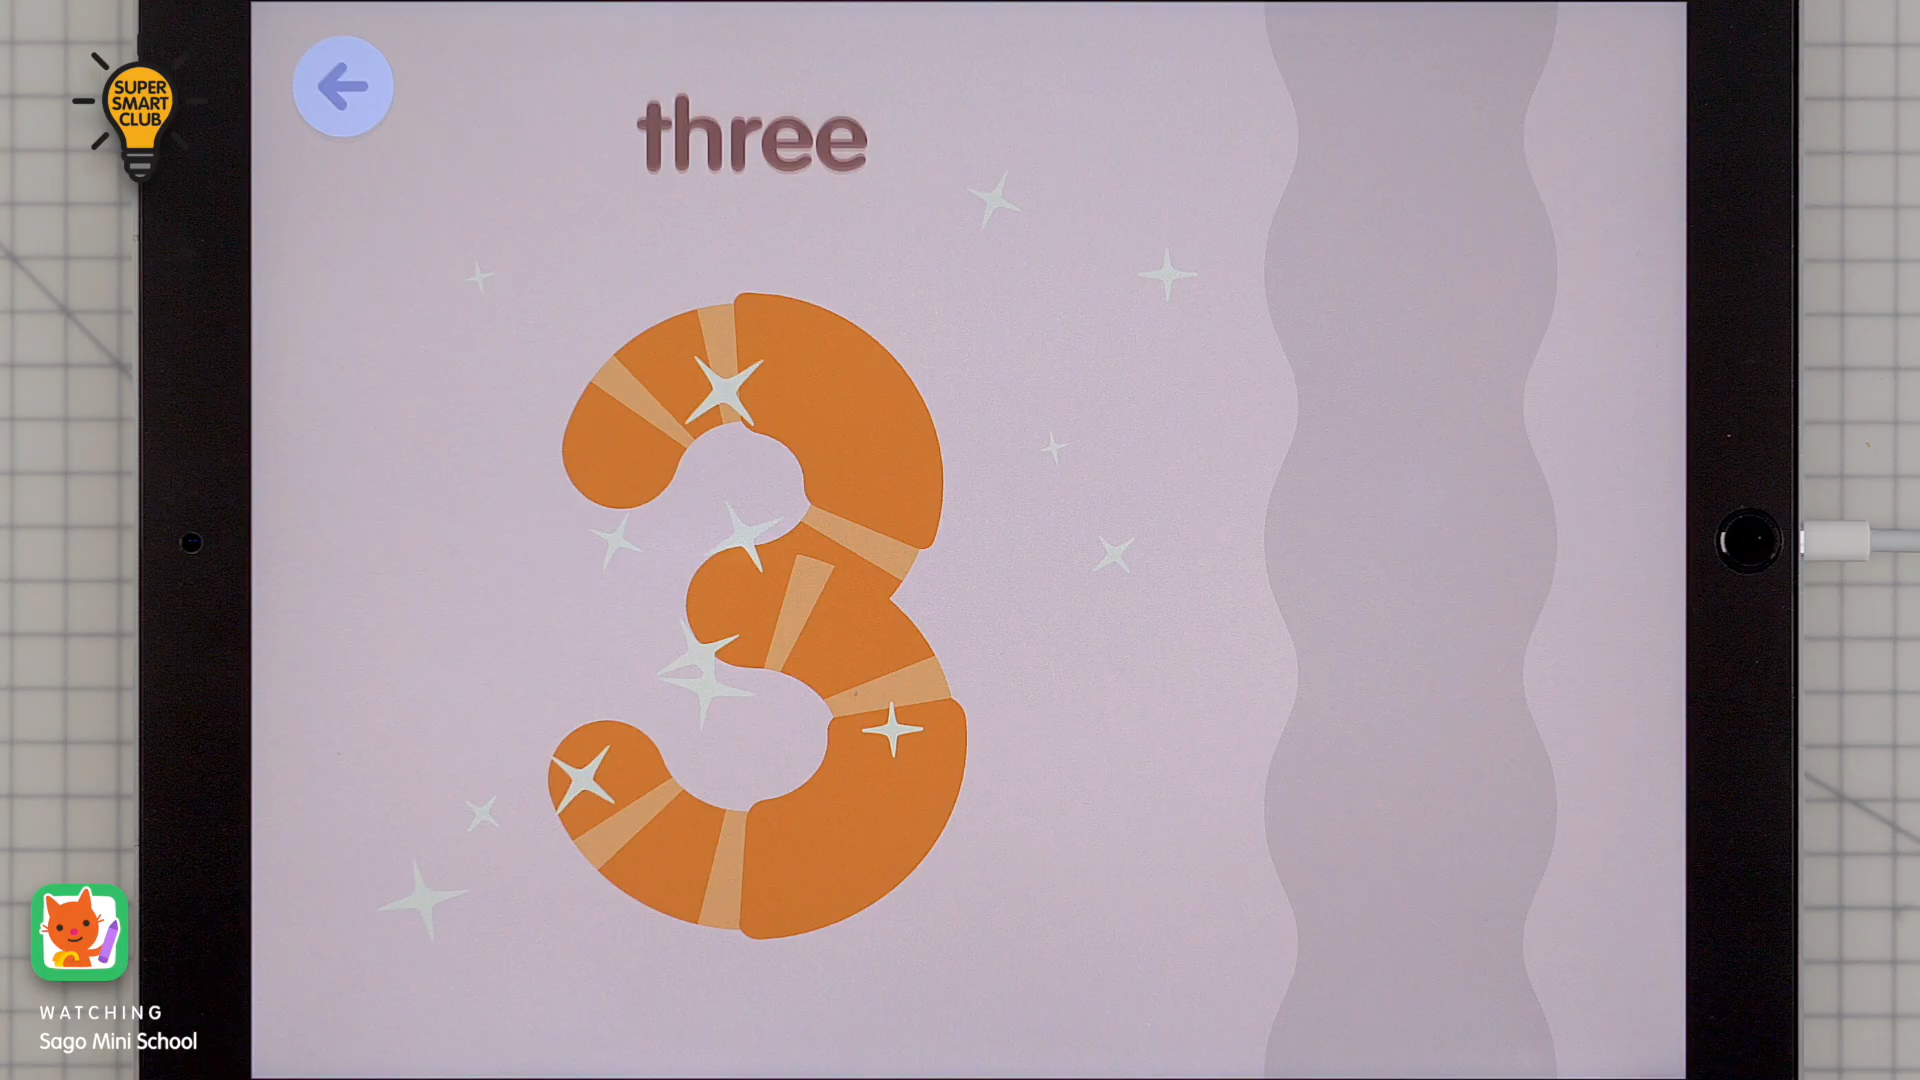 SUPER
SMART
CLUB
three
3
WATCHING
Sago Mini School